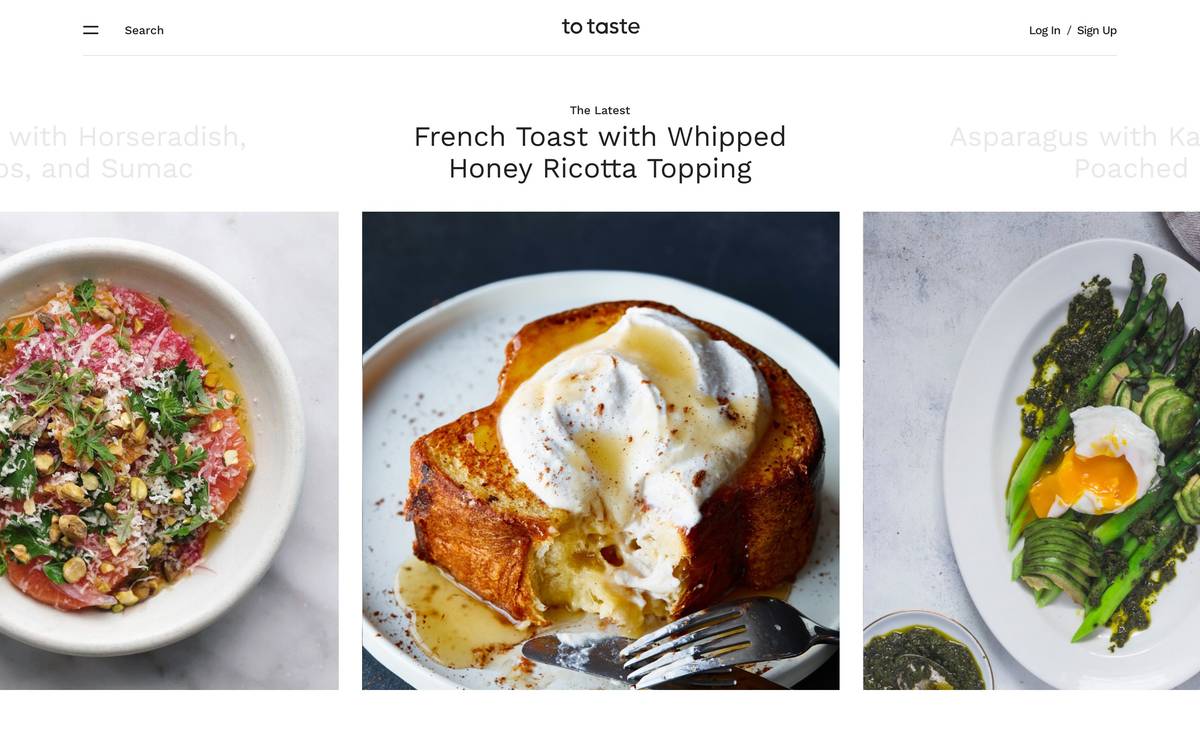 Search
to taste
Log In / Sign Up
The Latest
with Horseradish,
and Sumac
French Toast with Whipped
Honey Ricotta Topping
Asparagus with
Poached